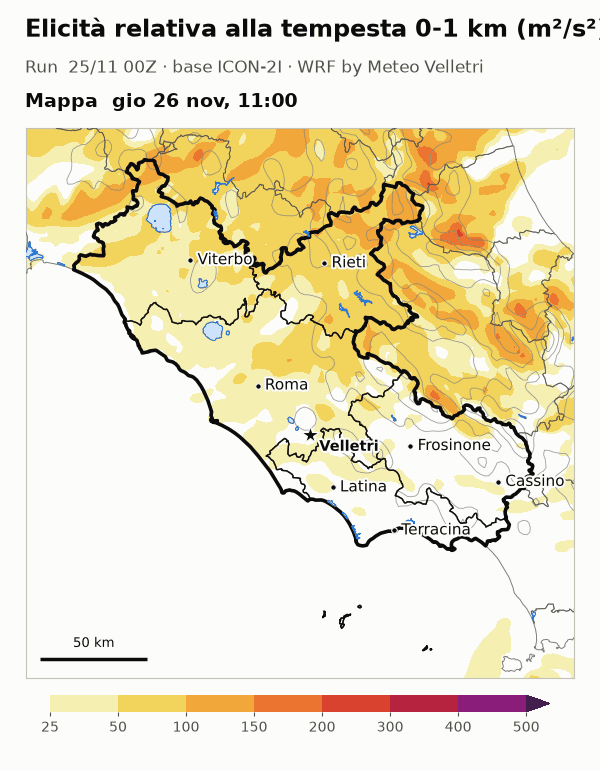 Elicità relativa alla tempesta 0-1 km (m²/s²)
Run  25/11 00Z · base ICON-2I · WRF by Meteo Velletri
Mappa  gio 26 nov, 11:00
Viterbo
Rieti
Roma
Velletri
Frosinone
Cassino
Latina
Terracina
50 km
25 50 100 150 200 300 400 500